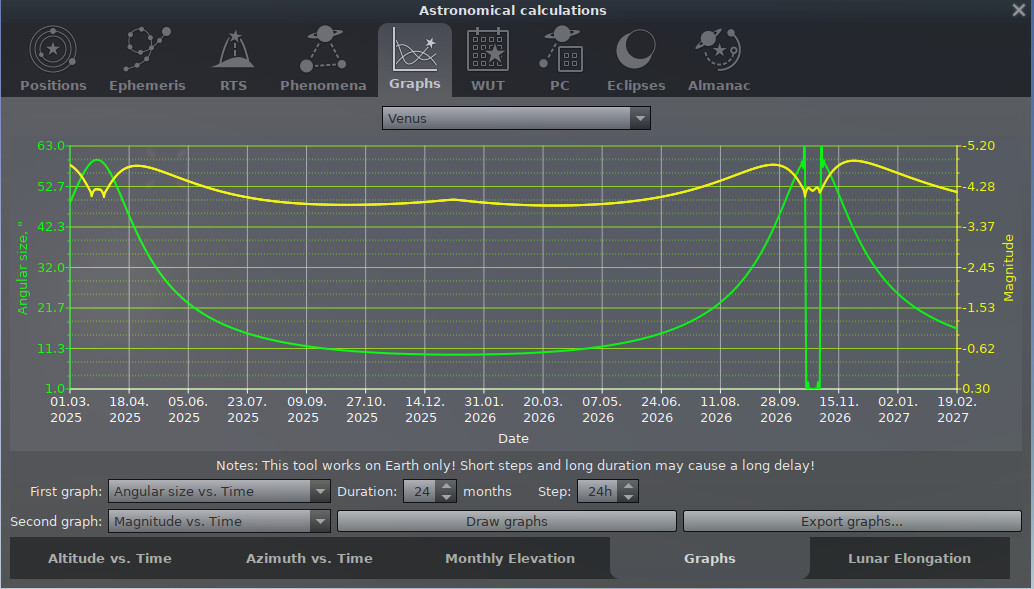 Astronomical calculations
Positions Ephemeris RTS Phenomena Graphs WUT PC Eclipses Almanac
Venus
63.0 -5.20
52.7 -4.28
42.3 -3.37
32.0 -2.45
21.7 -1.53
11.3 -0.62
1.0 0.30
Angular size, "
Magnitude
01.03. 18.04. 05.06. 23.07. 09.09. 27.10. 14.12. 31.01. 20.03. 07.05. 24.06. 11.08. 28.09. 15.11. 02.01. 19.02.
2025 2025 2025 2025 2025 2025 2025 2026 2026 2026 2026 2026 2026 2026 2027 2027
Date
Notes: This tool works on Earth only! Short steps and long duration may cause a long delay!
First graph: Angular size vs. Time Duration: 24 months Step: 24h
Second graph: Magnitude vs. Time Draw graphs Export graphs...
Altitude vs. Time Azimuth vs. Time Monthly Elevation Graphs Lunar Elongation